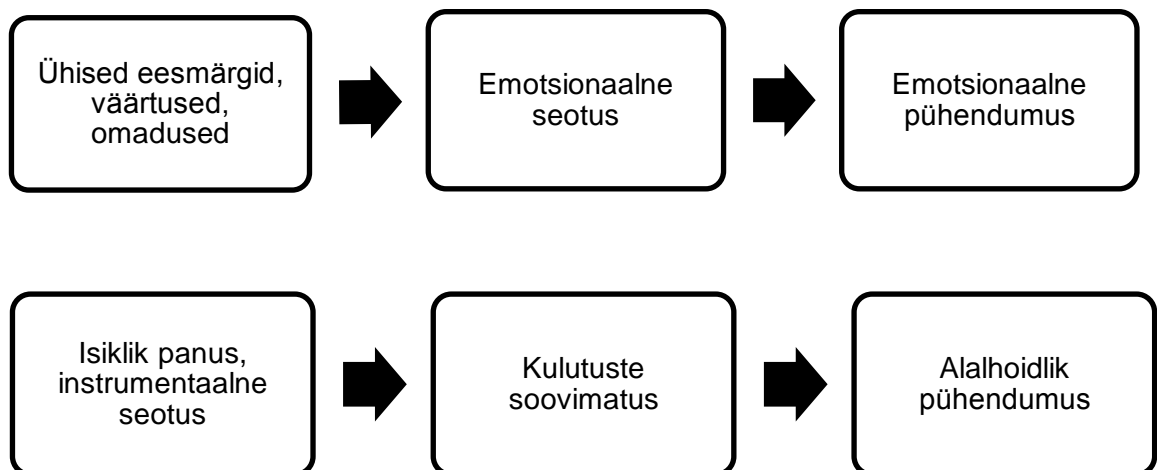 Ühised eesmärgid,
väärtused,
omadused
Emotsionaalne
seotus
Emotsionaalne
pühendumus
Isiklik panus,
instrumentaalne
seotus
Kulutuste
soovimatus
Alalhoidlik
pühendumus